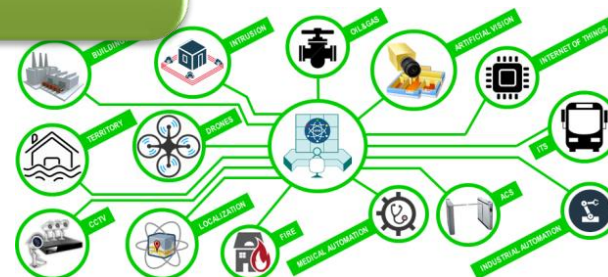 BUILDING
INTRUSION
OIL&GAS
ARTIFICIAL VISION
INTERNET OF THINGS
TERRITORY
DRONES
ITS
CCTV
LOCALIZATION
FIRE
MEDICAL AUTOMATION
ACS
INDUSTRIAL AUTOMATION